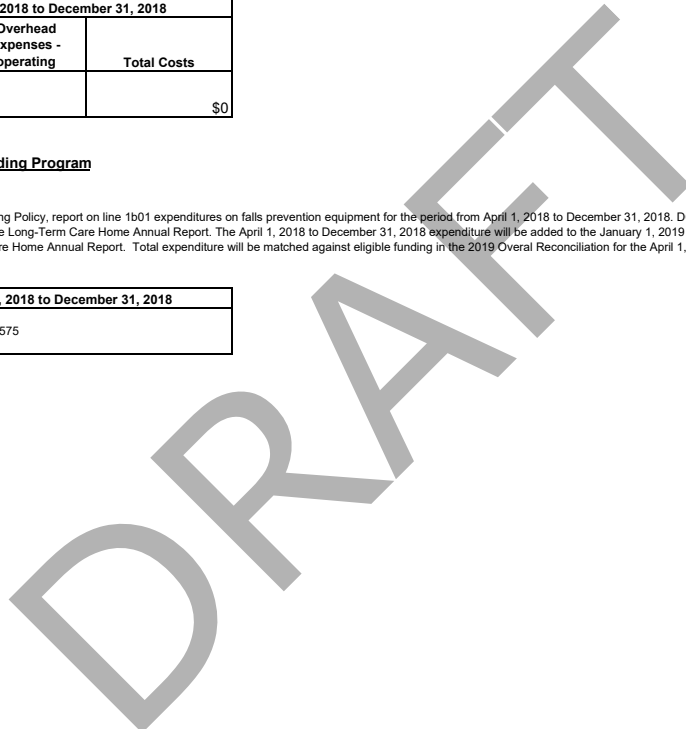 2018 to December 31, 2018
Overhead
xpenses -
operating
Total Costs
$0
ding Program
ng Policy, report on line 1b01 expenditures on falls prevention equipment for the period from April 1, 2018 to December 31, 2018. D
e Long-Term Care Home Annual Report. The April 1, 2018 to December 31, 2018 expenditure will be added to the January 1, 2019
re Home Annual Report.  Total expenditure will be matched against eligible funding in the 2019 Overal Reconciliation for the April 1,
, 2018 to December 31, 2018
575
DRAFT